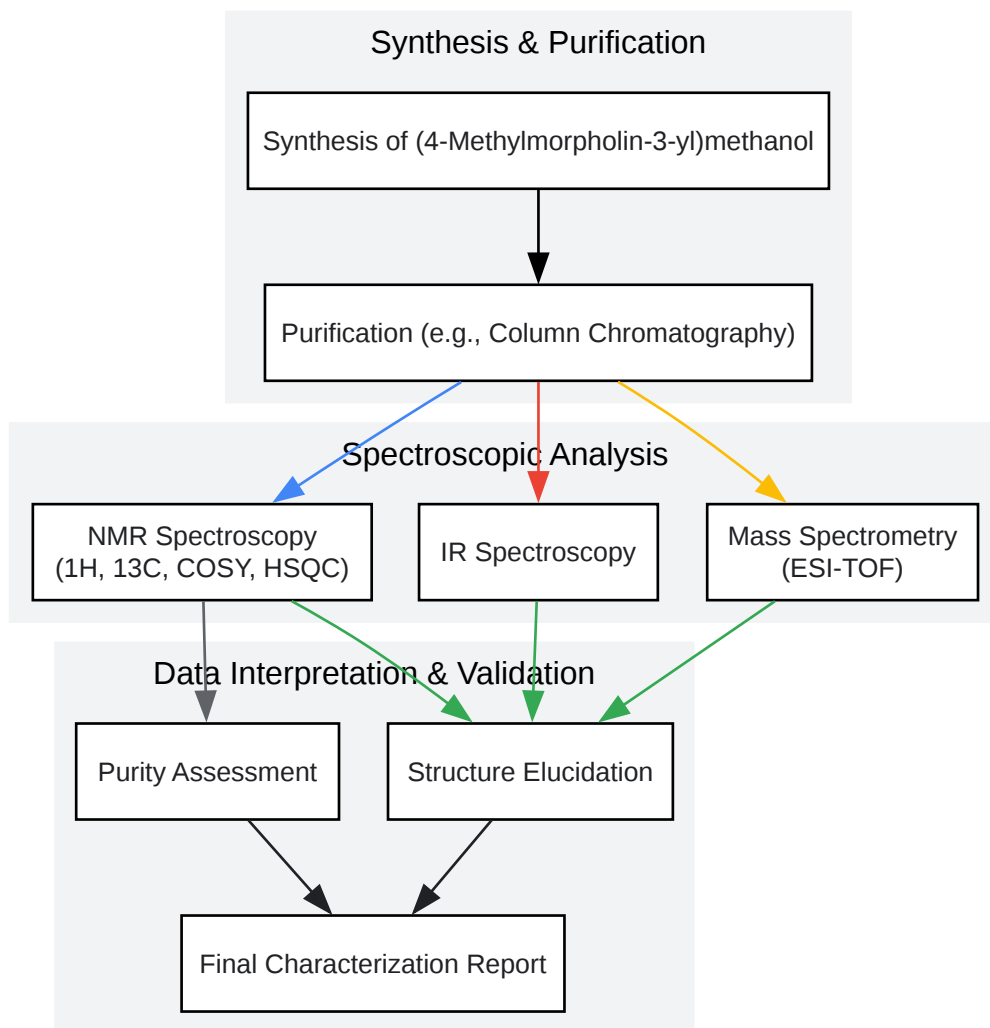 Synthesis & Purification
Synthesis of (4-Methylmorpholin-3-yl)methanol
Purification (e.g., Column Chromatography)
Spectroscopic Analysis
NMR Spectroscopy
(1H, 13C, COSY, HSQC)
IR Spectroscopy
Mass Spectrometry
(ESI-TOF)
Data Interpretation & Validation
Purity Assessment
Structure Elucidation
Final Characterization Report